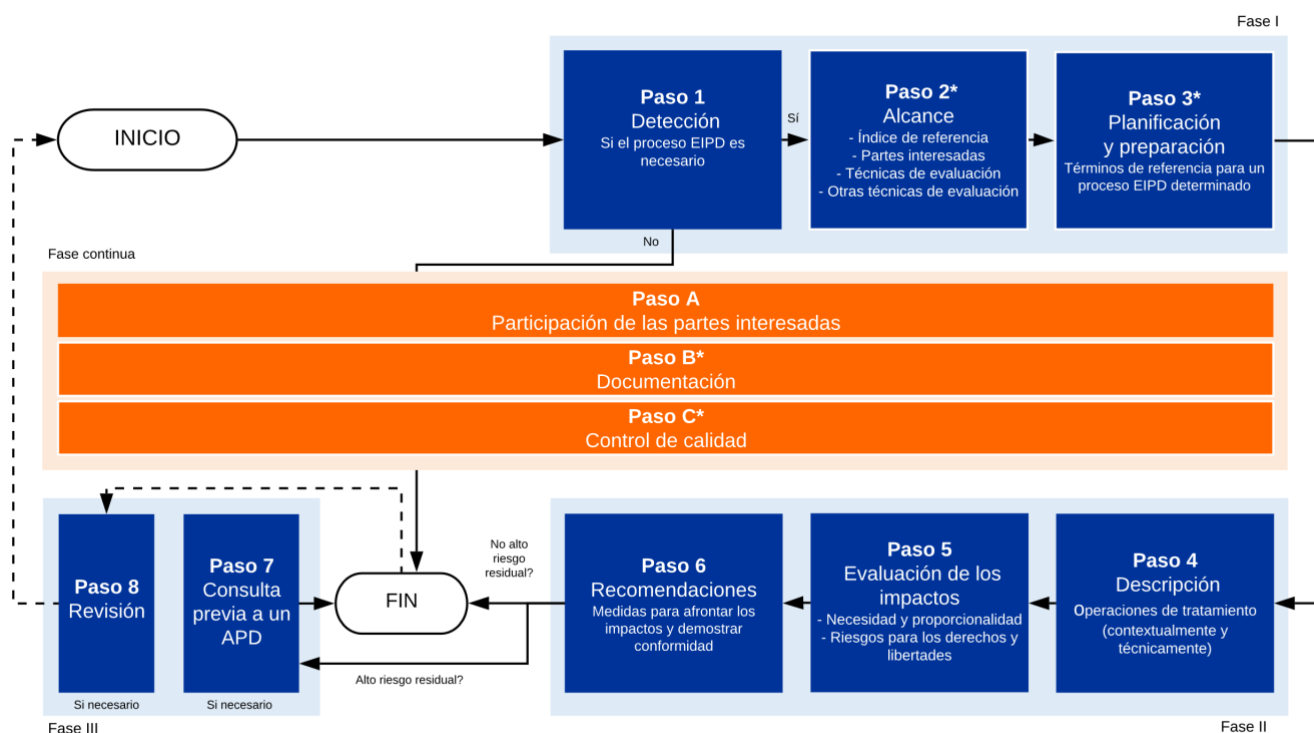 Fase I
INICIO
Paso 1
Detección
Si el proceso EIPD es
necesario
Sí
No
Paso 2*
Alcance
- Índice de referencia
- Partes interesadas
- Técnicas de evaluación
- Otras técnicas de evaluación
Paso 3*
Planificación
y preparación
Términos de referencia para un
proceso EIPD determinado
Fase continua
Paso A
Participación de las partes interesadas
Paso B*
Documentación
Paso C*
Control de calidad
Paso 4
Descripción
Operaciones de tratamiento
(contextualmente y
técnicamente)
Paso 5
Evaluación de los
impactos
- Necesidad y proporcionalidad
- Riesgos para los derechos y
libertades
Paso 6
Recomendaciones
Medidas para afrontar los
impactos y demostrar
conformidad
Fase II
No alto
riesgo
residual?
Alto riesgo residual?
FIN
Paso 7
Consulta
previa a un
APD
Si necesario
Paso 8
Revisión
Si necesario
Fase III